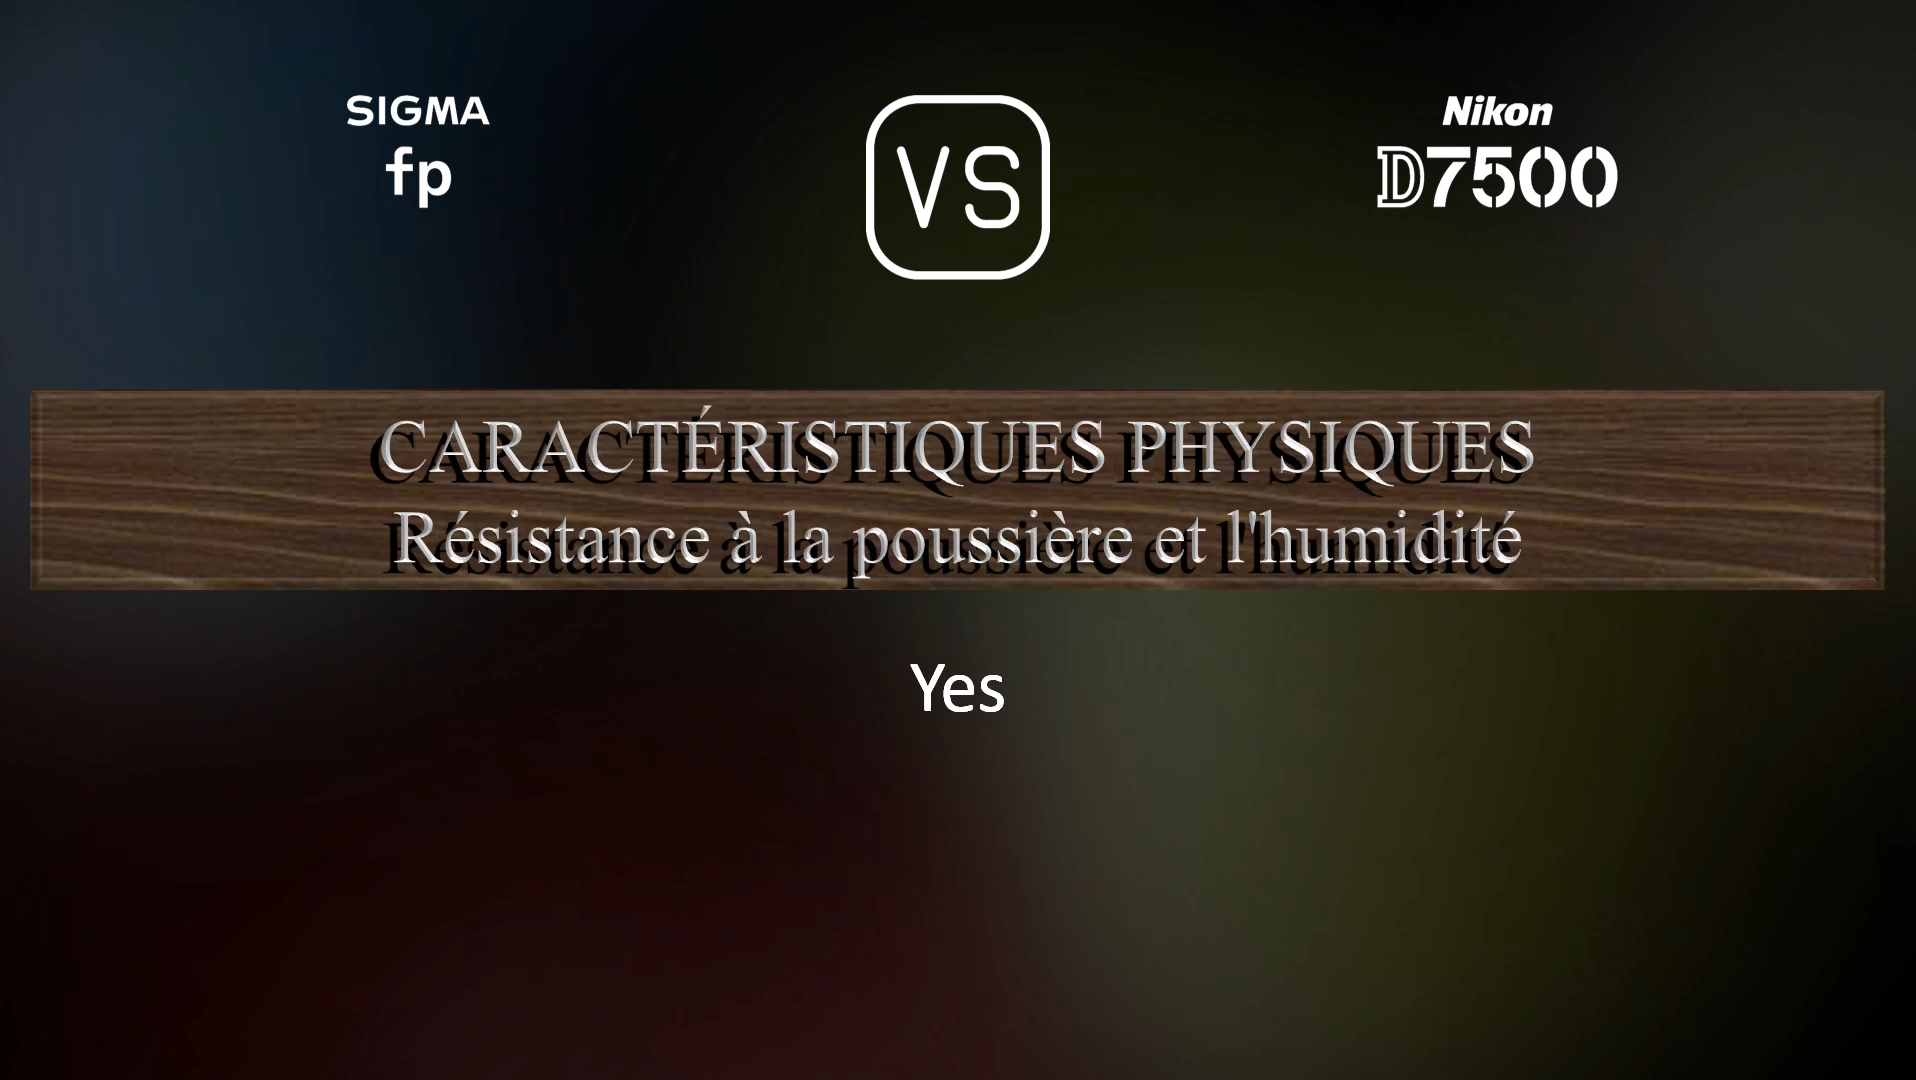 SIGMA
fp
VS
Nikon
D7500
CARACTÉRISTIQUES PHYSIQUES
Résistance à la poussière et l'humidité
Yes